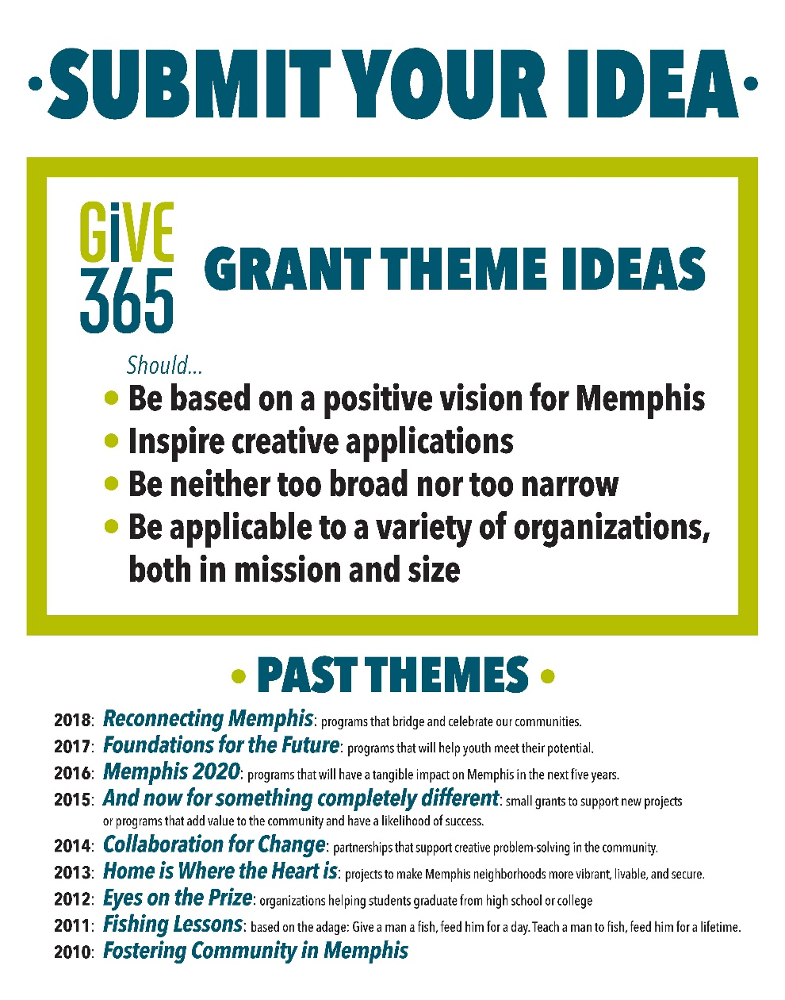 •SUBMIT YOUR IDEA•
GiVE
365
GRANT THEME IDEAS
Should...
• Be based on a positive vision for Memphis
• Inspire creative applications
• Be neither too broad nor too narrow
• Be applicable to a variety of organizations,
both in mission and size
• PAST THEMES •
2018: Reconnecting Memphis: programs that bridge and celebrate our communities.
2017: Foundations for the Future: programs that will help youth meet their potential.
2016: Memphis 2020: programs that will have a tangible impact on Memphis in the next five years.
2015: And now for something completely different: small grants to support new projects
or programs that add value to the community and have a likelihood of success.
2014: Collaboration for Change: partnerships that support creative problem-solving in the community.
2013: Home is Where the Heart is: projects to make Memphis neighborhoods more vibrant, livable, and secure.
2012: Eyes on the Prize: organizations helping students graduate from high school or college
2011: Fishing Lessons: based on the adage: Give a man a fish, feed him for a day. Teach a man to fish, feed him for a lifetime.
2010: Fostering Community in Memphis